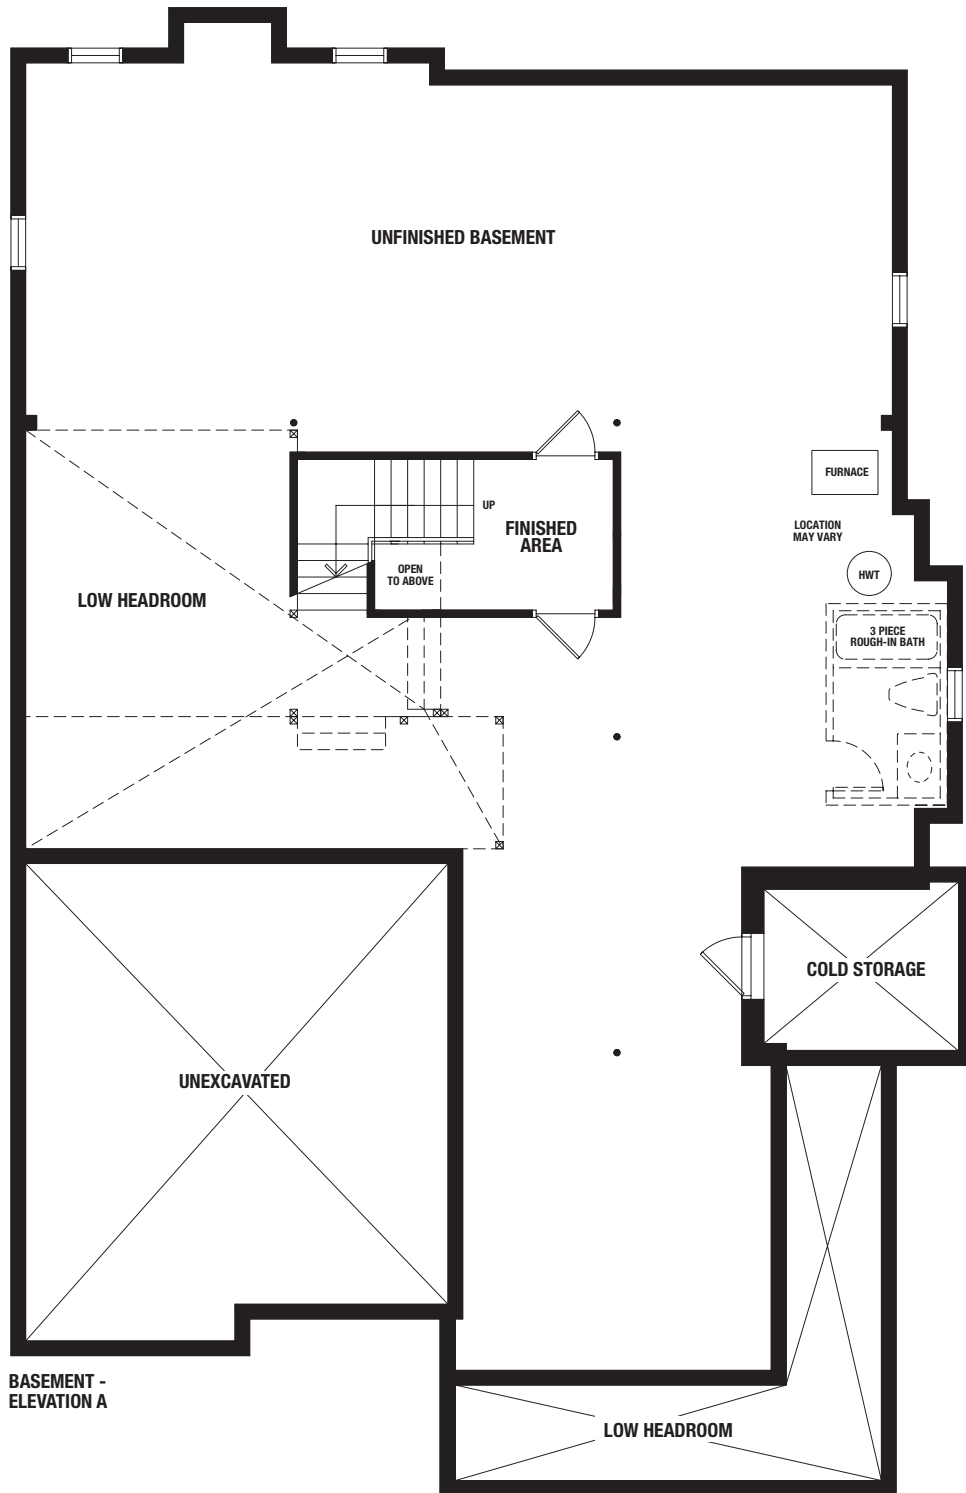 UNFINISHED BASEMENT
FURNACE
UP
FINISHED
AREA
LOCATION
MAY VARY
OPEN
TO ABOVE
HWT
LOW HEADROOM
3 PIECE
ROUGH-IN BATH
COLD STORAGE
UNEXCAVATED
BASEMENT -
ELEVATION A
LOW HEADROOM